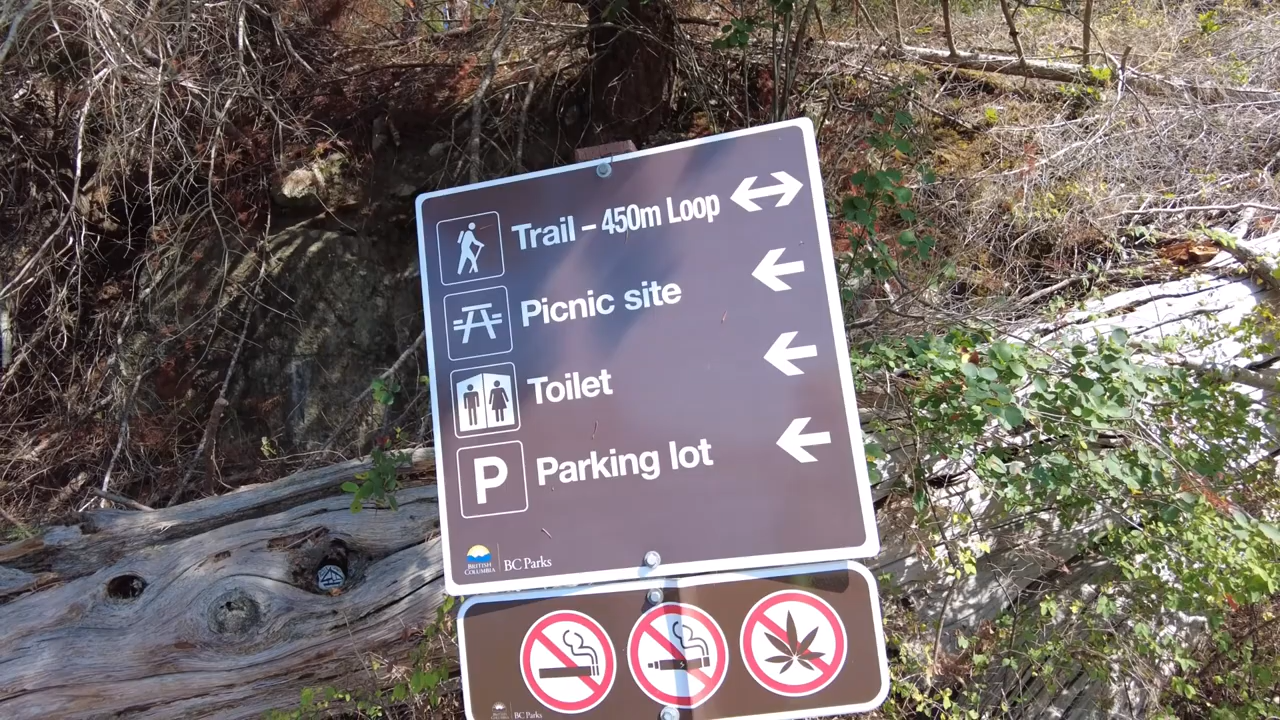 Trail – 450m Loop
Picnic site
Toilet
P Parking lot
BRITISH
COLUMBIA
BC Parks
BC Parks